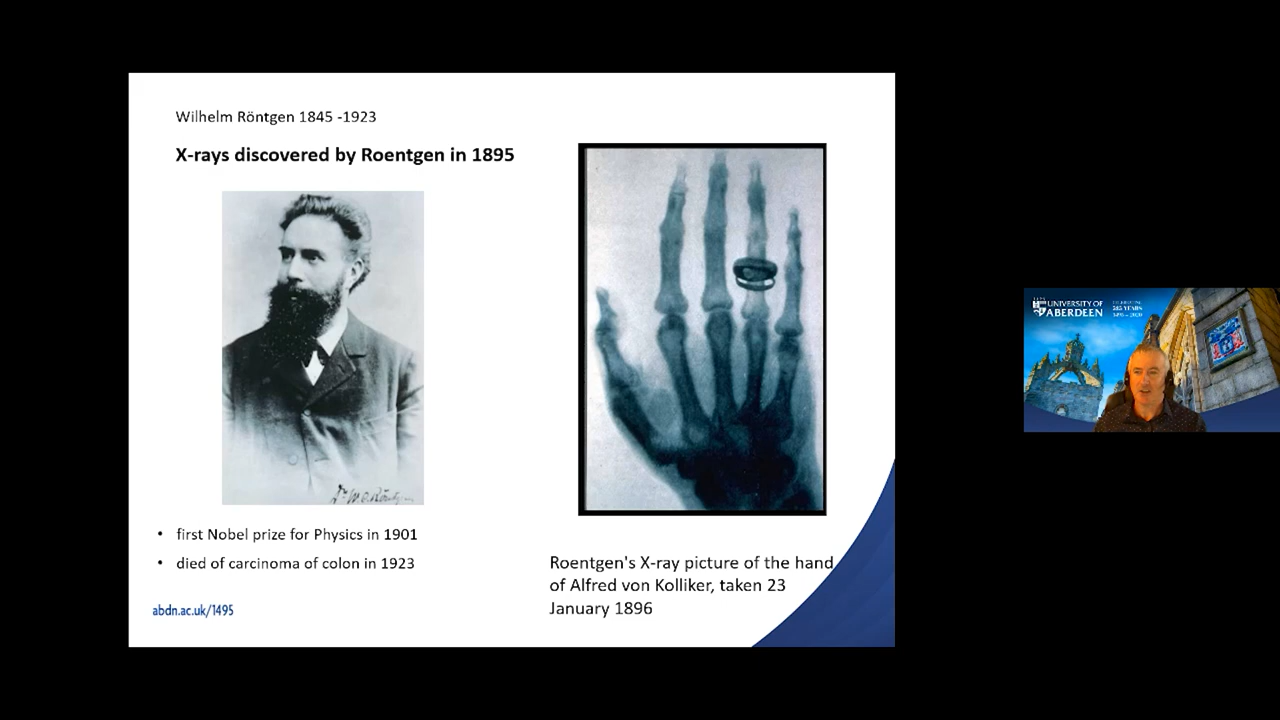 Wilhelm Röntgen 1845 -1923
X-rays discovered by Roentgen in 1895
• first Nobel prize for Physics in 1901
• died of carcinoma of colon in 1923
abdn.ac.uk/1495
Roentgen's X-ray picture of the hand
of Alfred von Kolliker, taken 23
January 1896
UNIVERSITY OF
ABERDEEN